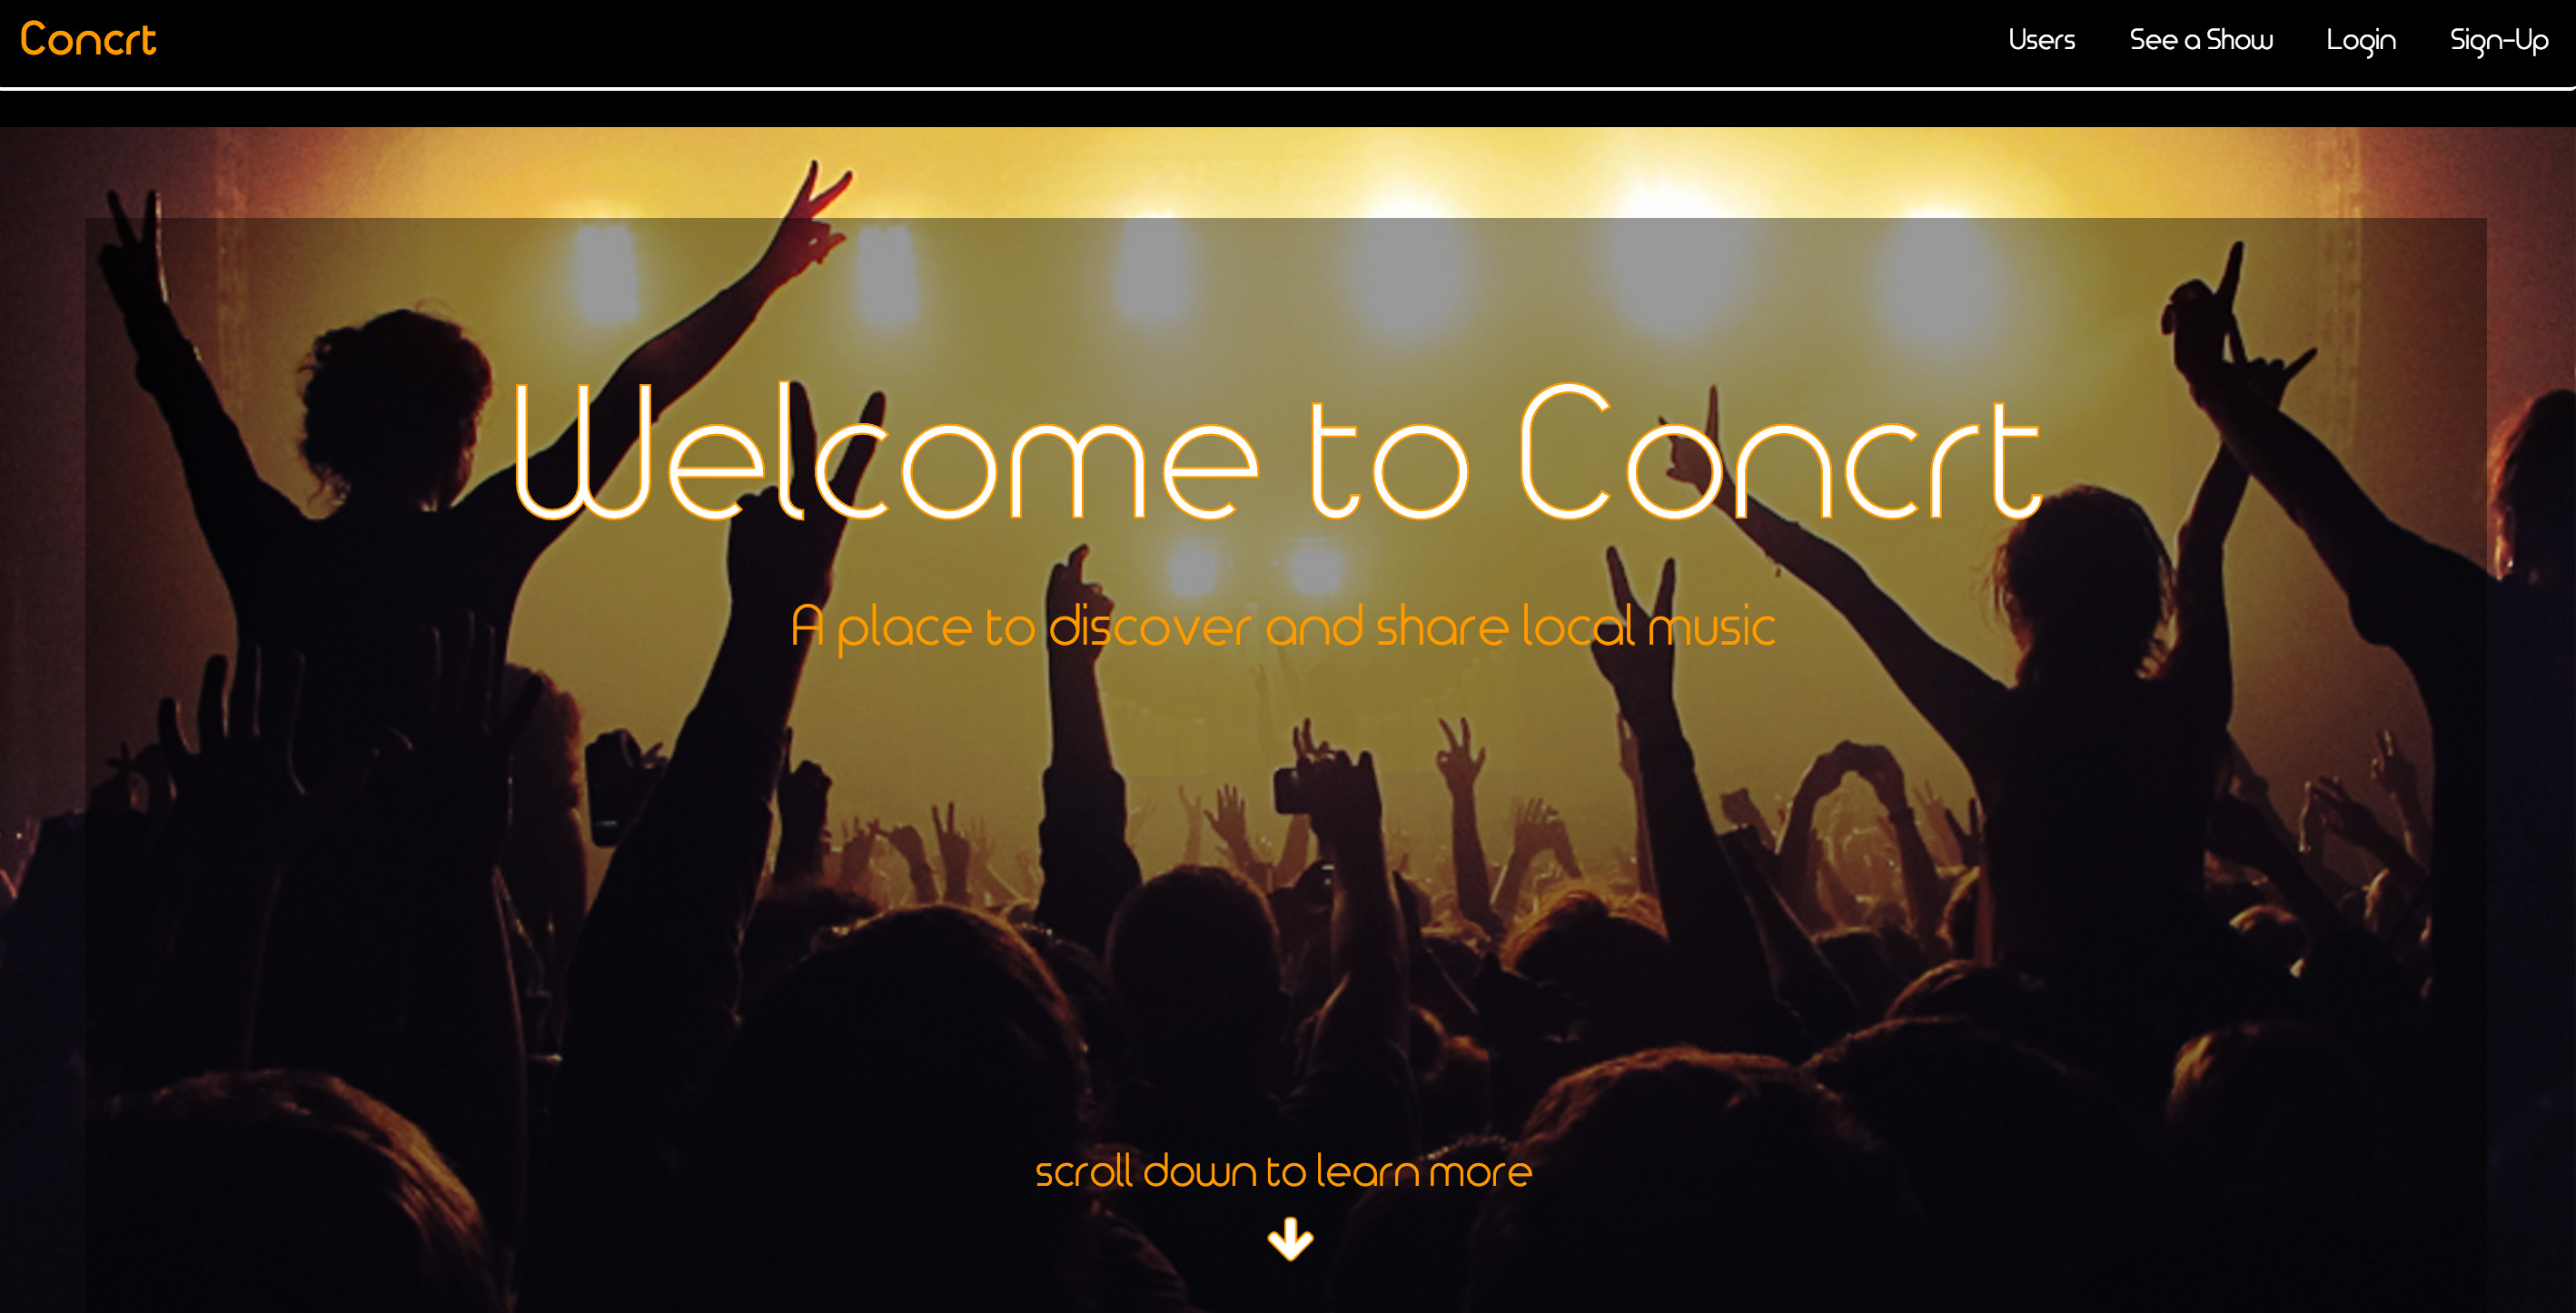 Concrt
Users See a Show Login Sign-Up
Welcome to Concrt
A place to discover and share local music
scroll down to learn more